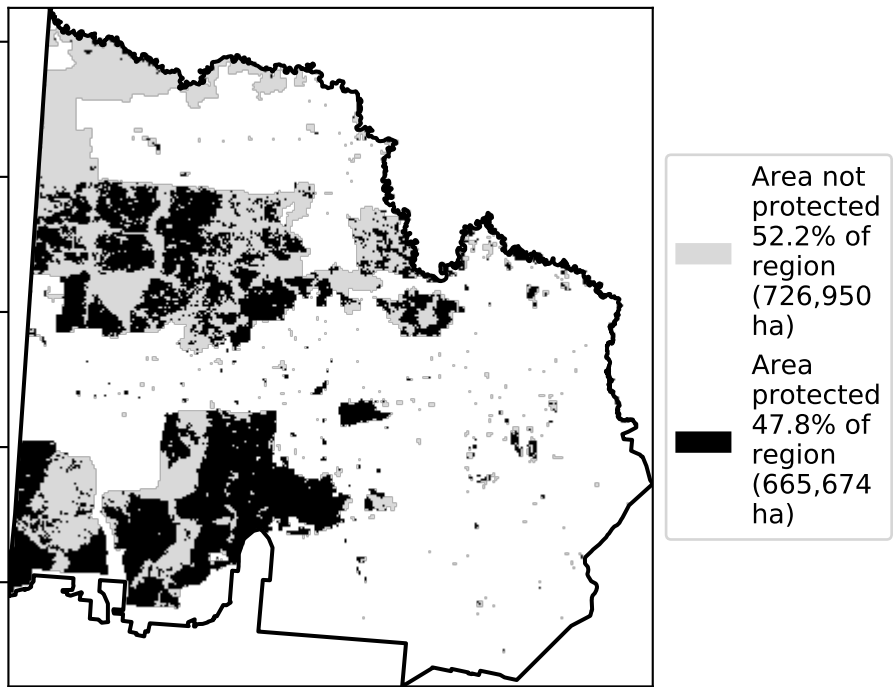 Area not
protected
52.2% of
region
(726,950
ha)
Area
protected
47.8% of
region
(665,674
ha)